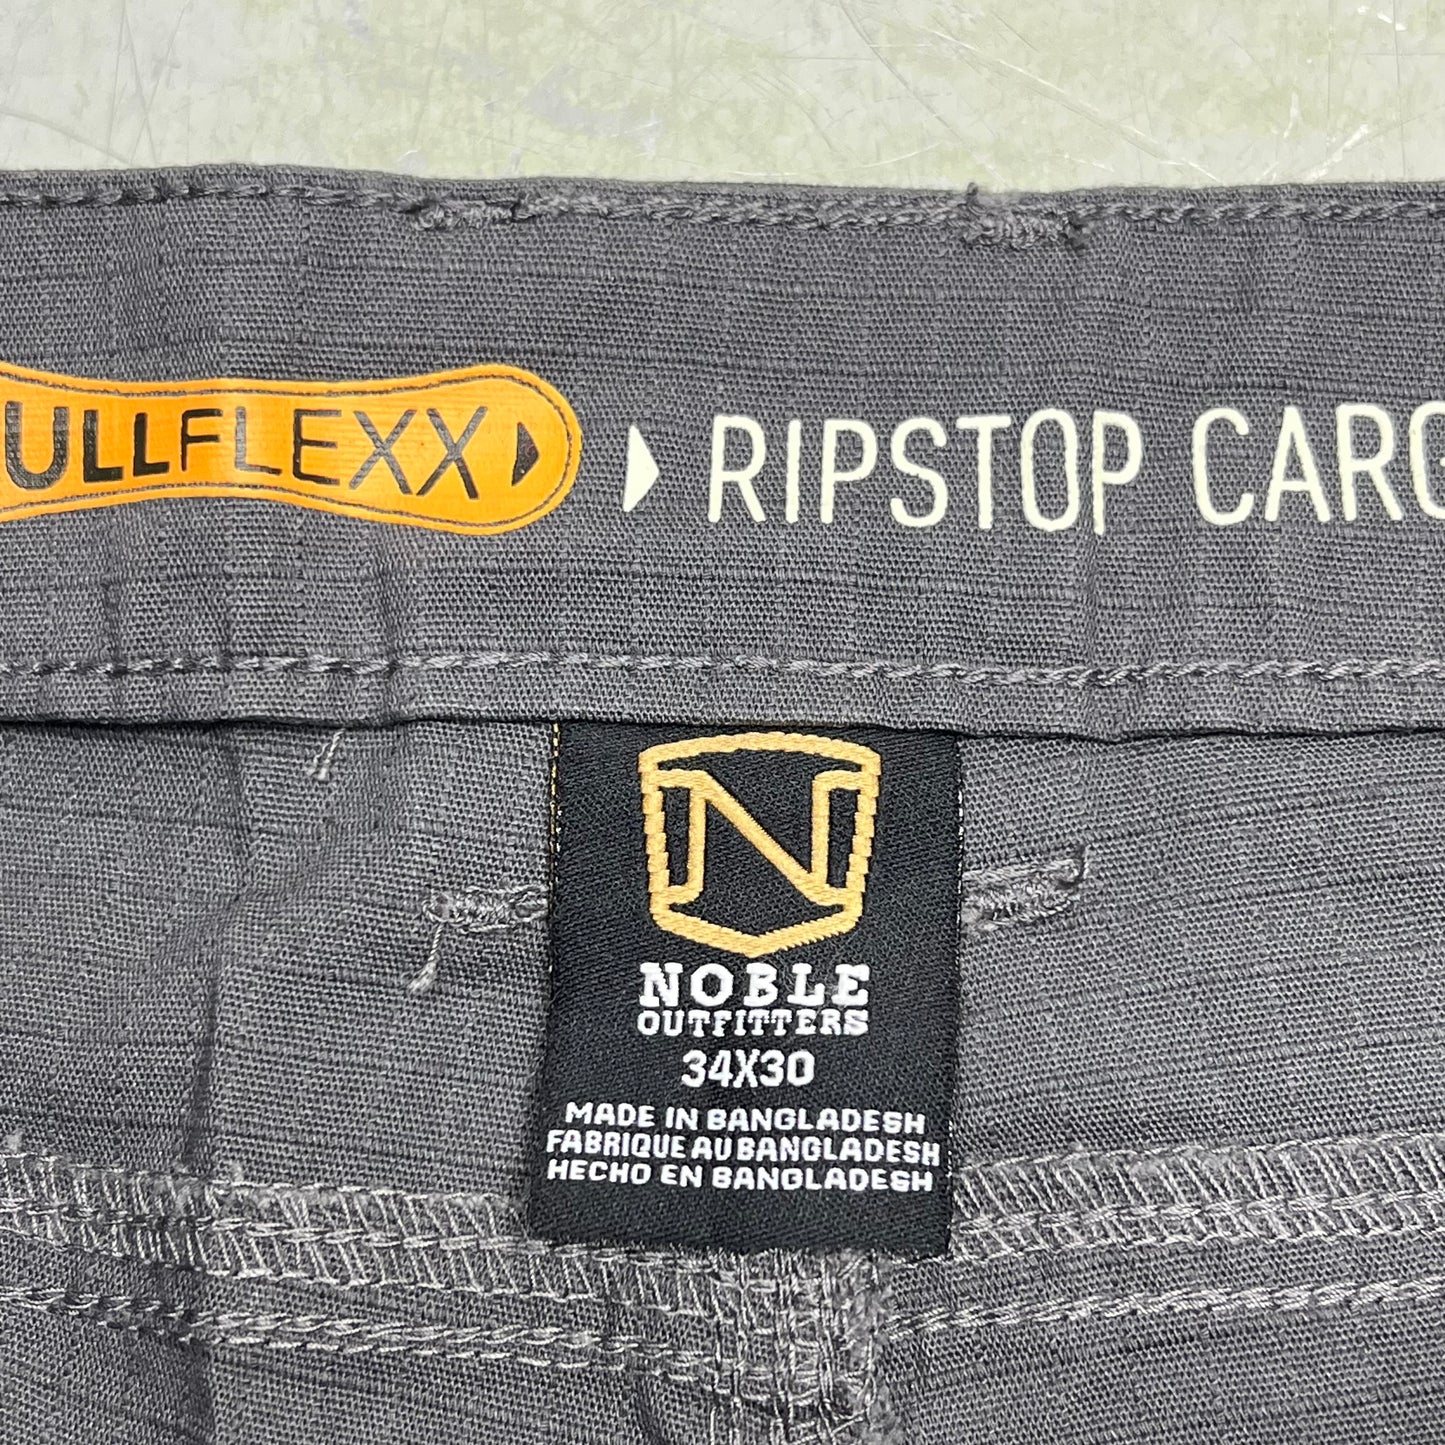 ULLFLEXX RIPSTOP CARG
N
NOBLE
OUTFITTERS
34X30
MADE IN BANGLADESH
FABRIQUE AU BANGLADESH
HECHO EN BANGLADESH